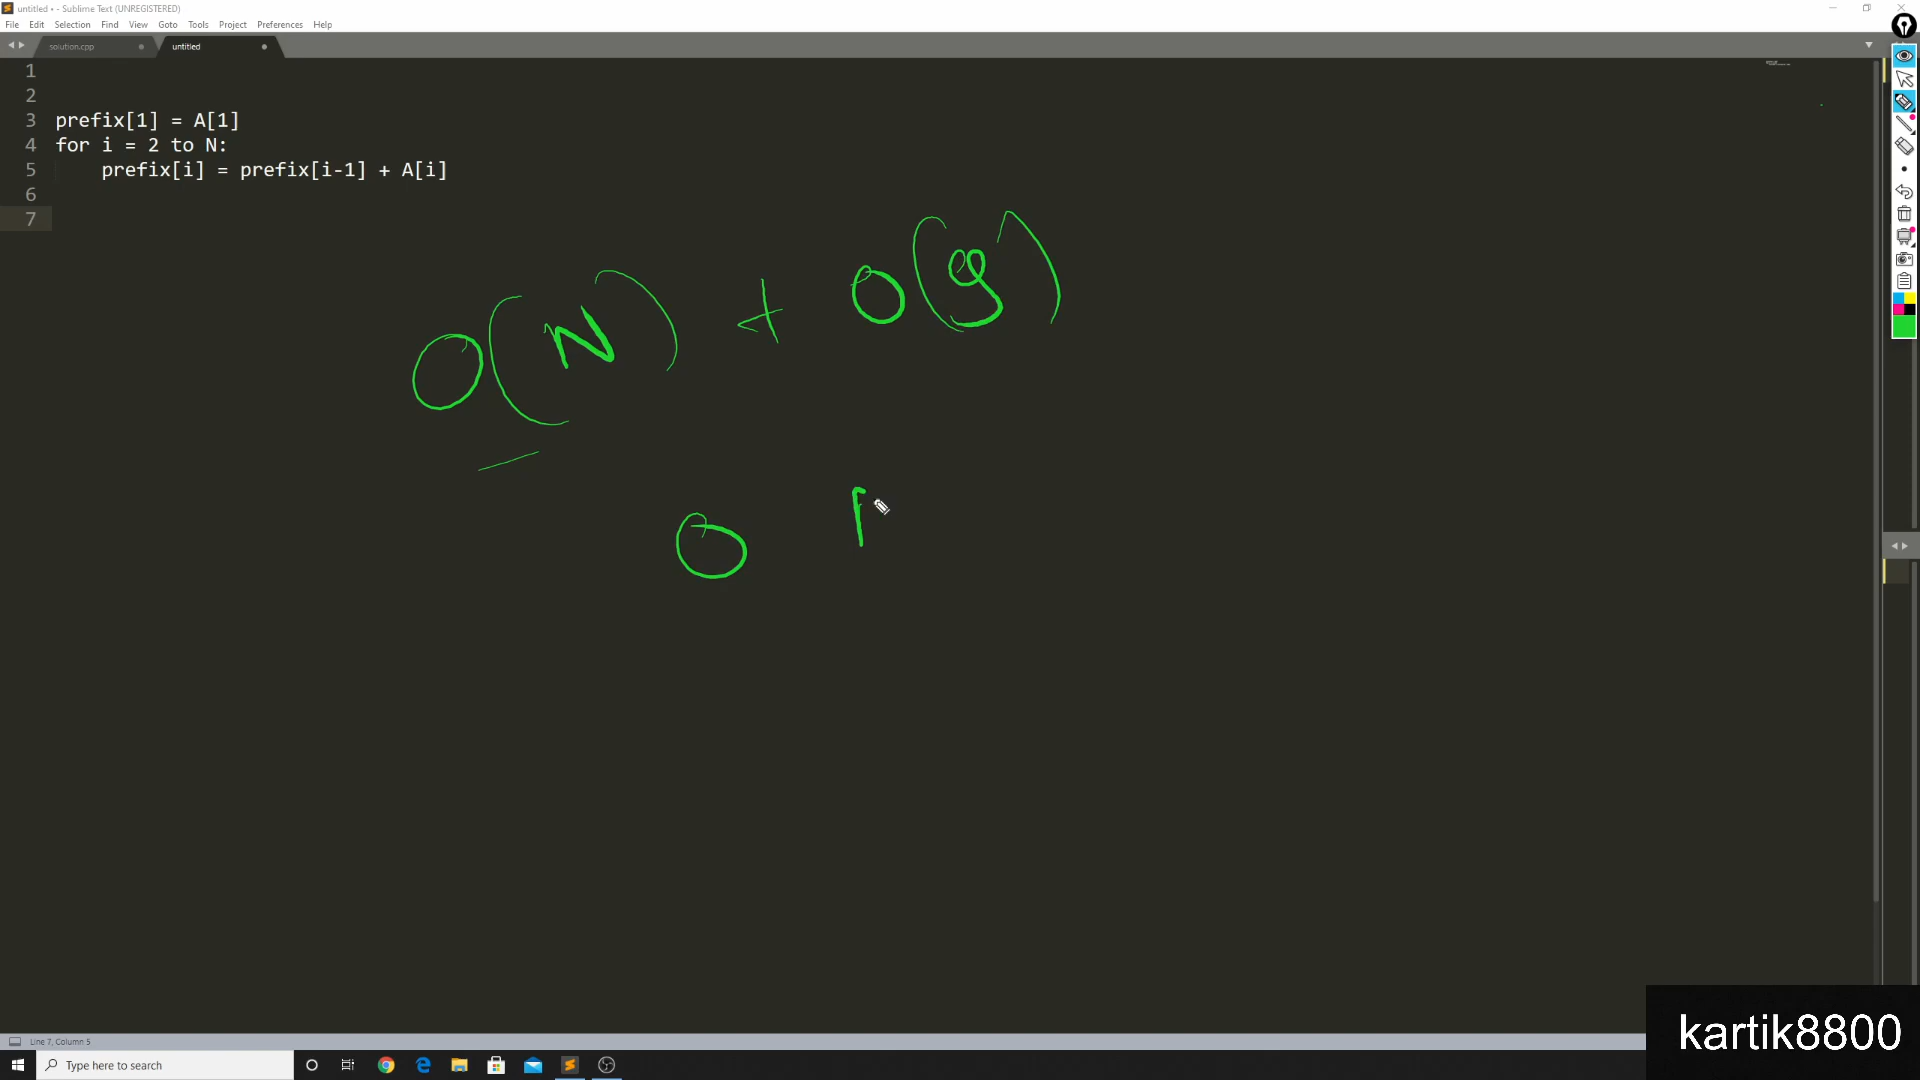 untitled • - Sublime Text (UNREGISTERED)
File Edit Selection Find View Goto Tools Project Preferences Help
solution.cpp untitled
1
2
3 prefix[1] = A[1]
4 for i = 2 to N:
5 prefix[i] = prefix[i-1] + A[i]
6
7
O(N) + O(Q)
O
Line 7, Column 5
kartik8800
Type here to search